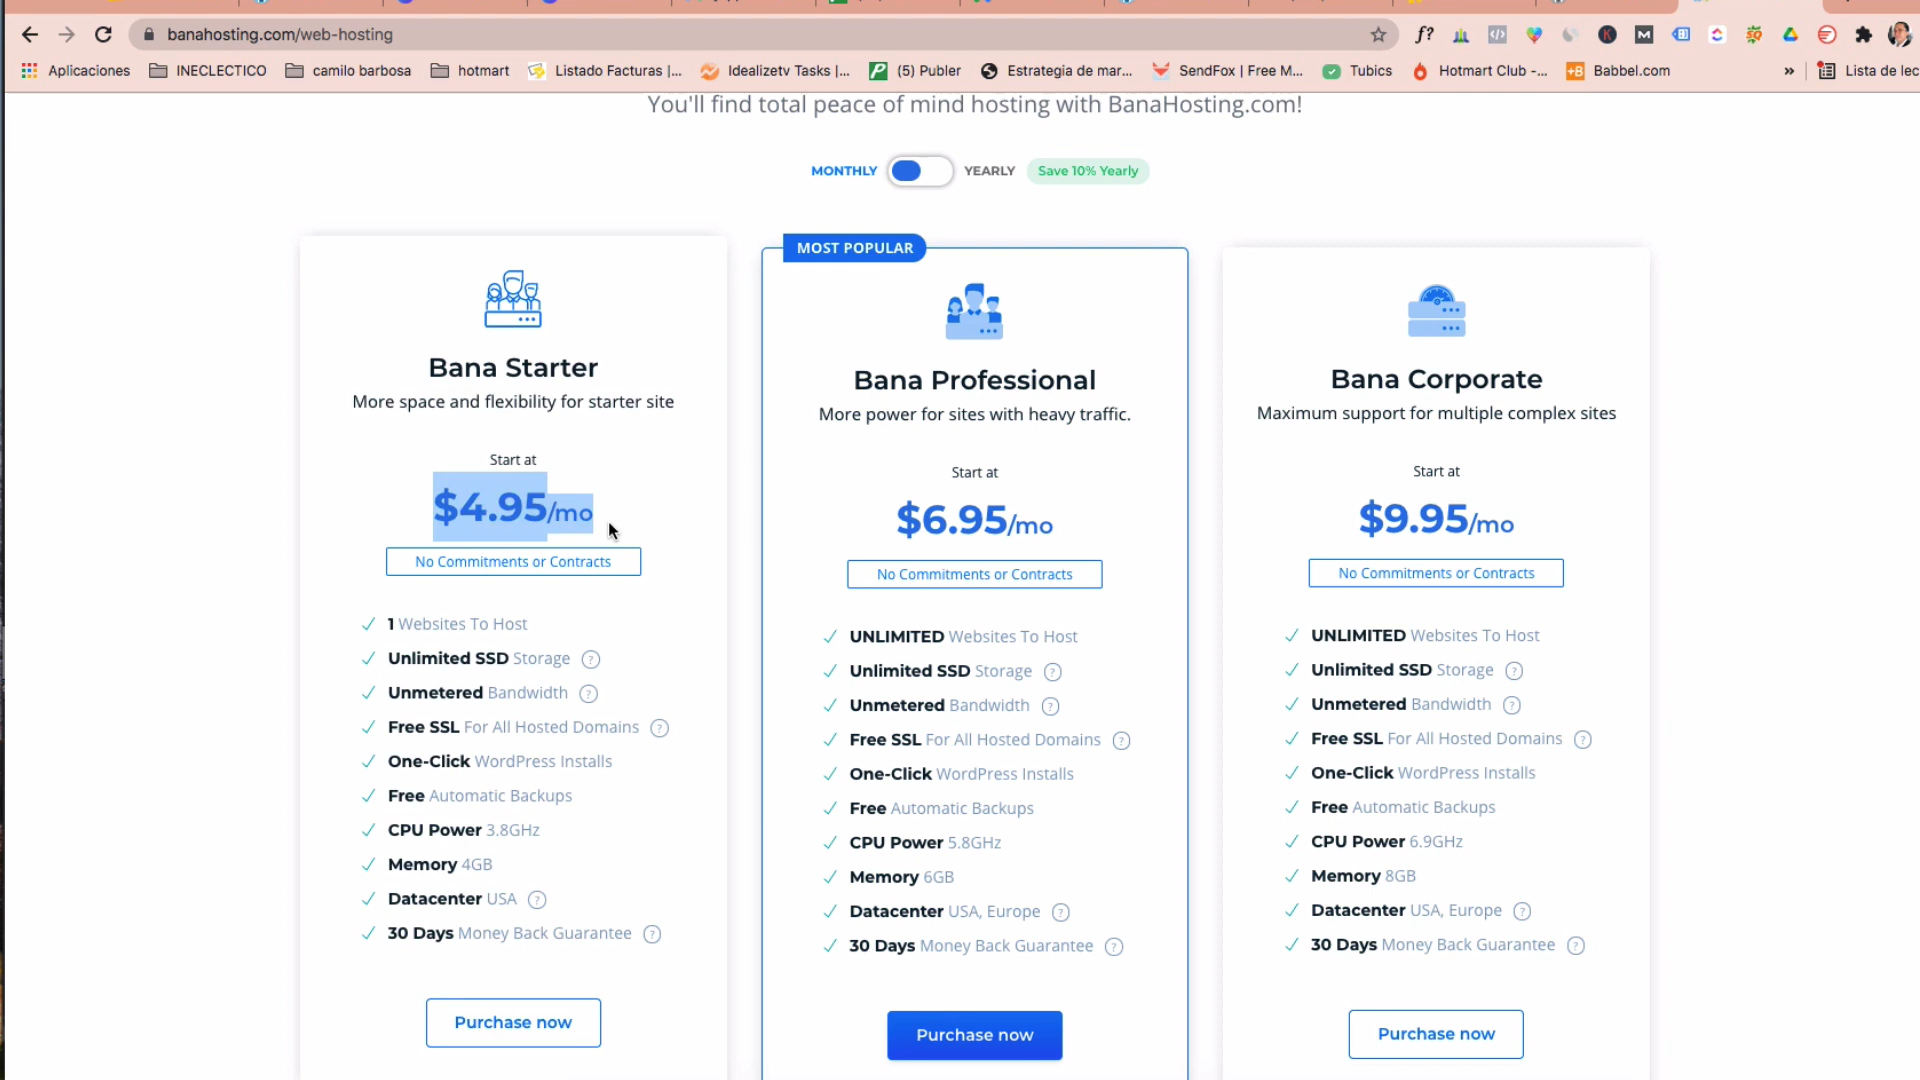 banahosting.com/web-hosting
f?
Aplicaciones
INECLECTICO
camilo barbosa
hotmart
Listado Facturas |...
Idealizetv Tasks |...
(5) Publer
Estrategia de mar...
SendFox | Free M...
Tubics
Hotmart Club -...
+B
Babbel.com
»
Lista de lec
You'll find total peace of mind hosting with BanaHosting.com!
MONTHLY
YEARLY
Save 10% Yearly
Bana Starter
More space and flexibility for starter site
Start at
$4.95/mo
No Commitments or Contracts
1 Websites To Host
Unlimited SSD Storage ?
Unmetered Bandwidth ?
Free SSL For All Hosted Domains ?
One-Click WordPress Installs
Free Automatic Backups
CPU Power 3.8GHz
Memory 4GB
Datacenter USA ?
30 Days Money Back Guarantee ?
Purchase now
MOST POPULAR
Bana Professional
More power for sites with heavy traffic.
Start at
$6.95/mo
No Commitments or Contracts
UNLIMITED Websites To Host
Unlimited SSD Storage ?
Unmetered Bandwidth ?
Free SSL For All Hosted Domains ?
One-Click WordPress Installs
Free Automatic Backups
CPU Power 5.8GHz
Memory 6GB
Datacenter USA, Europe ?
30 Days Money Back Guarantee ?
Purchase now
Bana Corporate
Maximum support for multiple complex sites
Start at
$9.95/mo
No Commitments or Contracts
UNLIMITED Websites To Host
Unlimited SSD Storage ?
Unmetered Bandwidth ?
Free SSL For All Hosted Domains ?
One-Click WordPress Installs
Free Automatic Backups
CPU Power 6.9GHz
Memory 8GB
Datacenter USA, Europe ?
30 Days Money Back Guarantee ?
Purchase now